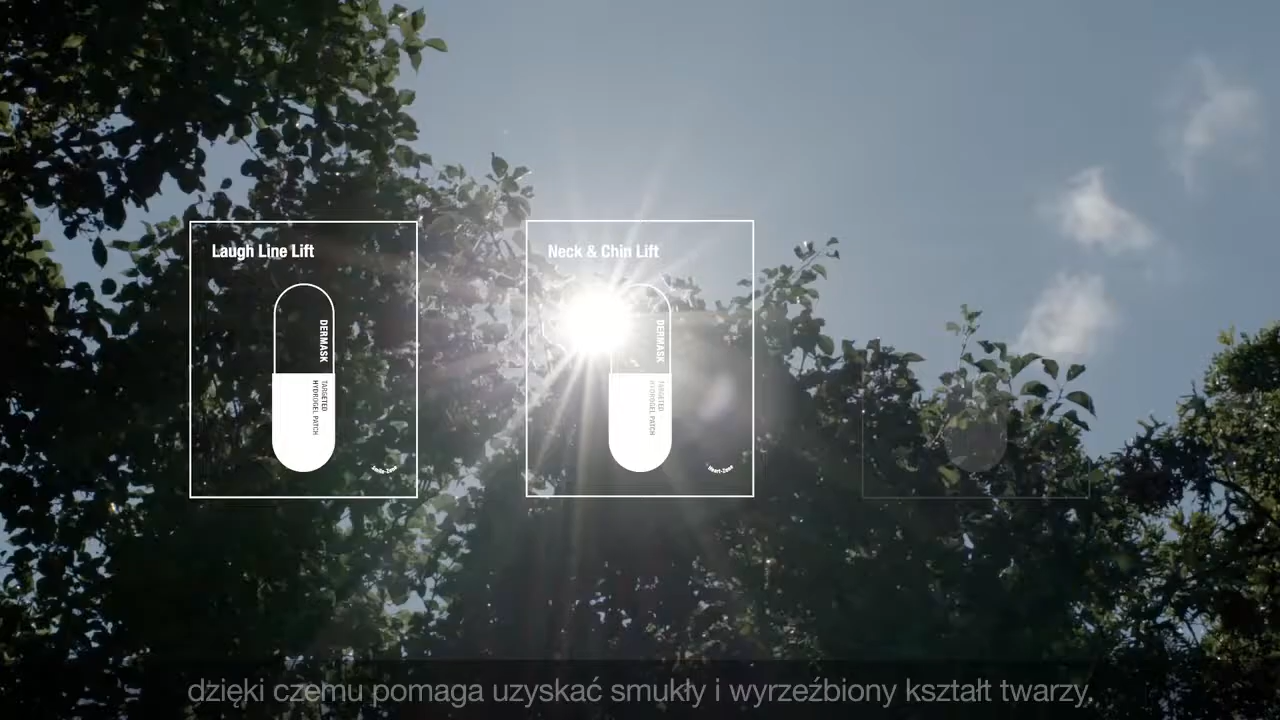 Laugh Line Lift
DERMASK
TARGETED
HYDROGEL PATCH
Neck & Chin Lift
DERMASK
TARGETED
HYDROGEL PATCH
dzięki czemu pomaga uzyskać smukły i wyrzeźbiony kształt twarzy.